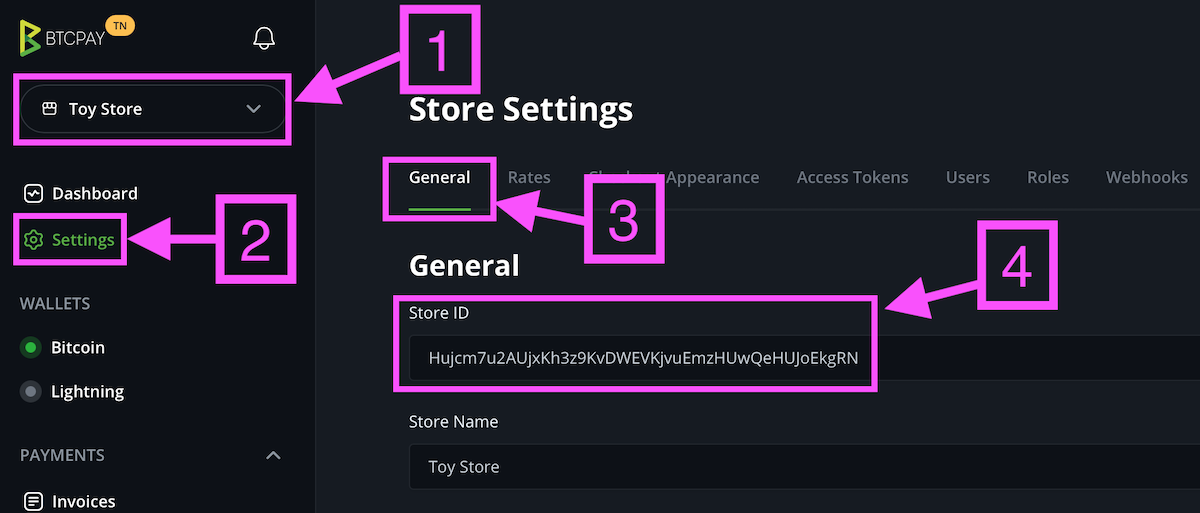 BTCPAY
TN
Toy Store
Dashboard
Settings
WALLETS
Bitcoin
Lightning
PAYMENTS
Invoices
1
2
Store Settings
General Rates Appearance Access Tokens Users Roles Webhooks
3
General
4
Store ID
Hujcm7u2AUjxKh3z9KvDWEVKjvuEmzHUwQeHUJoEkgRN
Store Name
Toy Store